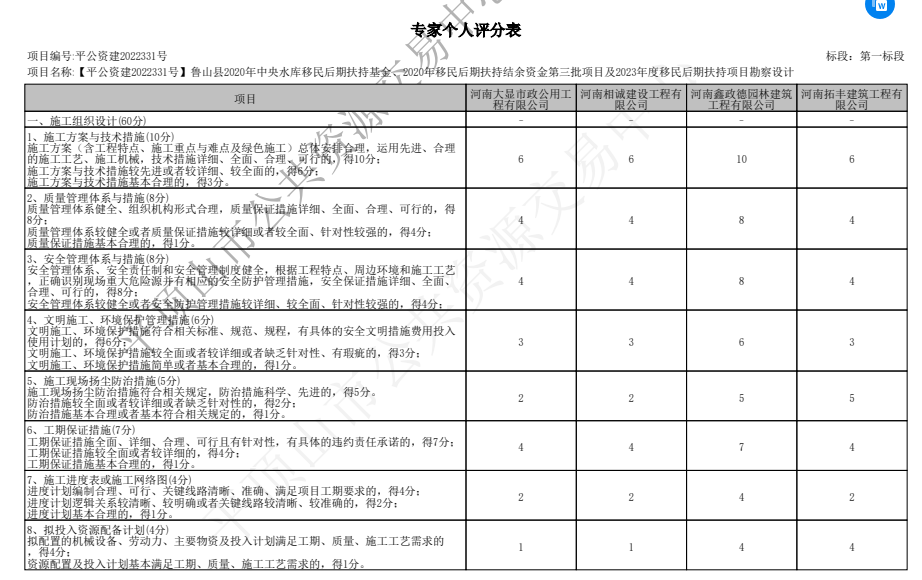 专家个人评分表
项目编号:平公资建2022331号
标段：第一标段
项目名称:【平公资建2022331号】鲁山县2020年中央水库移民后期扶持基金、2020年移民后期扶持结余资金第三批项目及2023年度移民后期扶持项目勘察设计
项目
河南大显市政公用工
程有限公司
河南相诚建设工程有
限公司
河南鑫政德园林建筑
工程有限公司
河南拓丰建筑工程有
限公司
一、施工组织设计(60分)
- - - -
1、施工方案与技术措施(10分)
施工方案（含工程特点、施工重点与难点及绿色施工）总体安排合理，运用先进、合理
的施工工艺、施工机械，技术措施详细、全面、合理、可行的，得10分;
施工方案与技术措施较先进或者较详细、较全面的，得6分;
施工方案与技术措施基本合理的，得3分。
6 6 10 6
2、质量管理体系与措施(8分)
质量管理体系健全、组织机构形式合理，质量保证措施详细、全面、合理、可行的，得
8分;
质量管理体系较健全或者质量保证措施较详细或者较全面、针对性较强的，得4分;
质量保证措施基本合理的，得1分。
4 4 8 4
3、安全管理体系与措施(8分)
安全管理体系、安全责任制和安全管理制度健全，根据工程特点、周边环境和施工工艺
，正确识别现场重大危险源并有相应的安全防护管理措施，安全保证措施详细、全面、
合理、可行的，得8分;
安全管理体系较健全或者安全防护管理措施较详细、较全面、针对性较强的，得4分;
4 4 8 4
4、文明施工、环境保护管理措施(6分)
文明施工、环境保护措施符合相关标准、规范、规程，有具体的安全文明措施费用投入
使用计划的，得6分;
文明施工、环境保护措施较全面或者较详细或者缺乏针对性、有瑕疵的，得3分;
文明施工、环境保护措施简单或者基本合理的，得1分。
3 3 6 3
5、施工现场扬尘防治措施(5分)
施工现场扬尘防治措施符合相关规定，防治措施科学、先进的，得5分。
防治措施较全面或者较详细或者缺乏针对性的，得2分;
防治措施基本合理或者基本符合相关规定的，得1分。
2 2 5 5
6、工期保证措施(7分)
工期保证措施全面、详细、合理、可行且有针对性，有具体的违约责任承诺的，得7分;
工期保证措施较全面或者较详细的，得4分;
工期保证措施基本合理的，得1分。
4 4 7 4
7、施工进度表或施工网络图(4分)
进度计划编制合理、可行、关键线路清晰、准确、满足项目工期要求的，得4分;
进度计划逻辑关系较清晰、较明确或者关键线路较清晰、较准确的，得2分;
进度计划基本合理的，得1分。
2 2 4 2
8、拟投入资源配备计划(4分)
拟配置的机械设备、劳动力、主要物资及投入计划满足工期、质量、施工工艺需求的
，得4分;
资源配置及投入计划基本满足工期、质量、施工工艺需求的，得1分。
1 1 4 4
平顶山市公共资源交易中心
平顶山市公共资源交易中
W